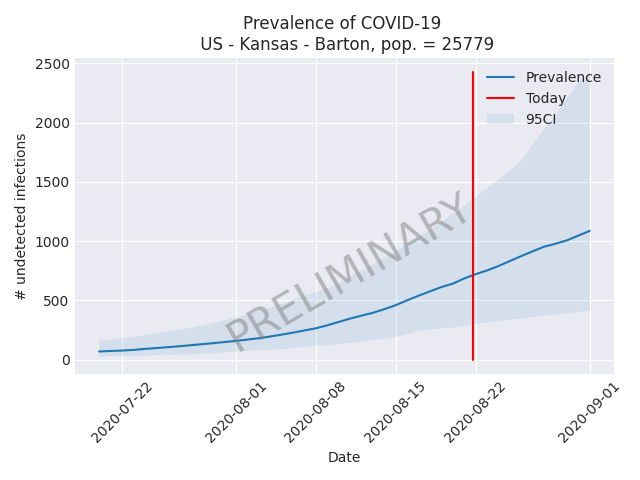 Prevalence of COVID-19
US - Kansas - Barton, pop. = 25779
# undetected infections
2500
2000
1500
1000
500
0
Prevalence
Today
95CI
PRELIMINARY
2020-07-22
2020-08-01
2020-08-08
2020-08-15
2020-08-22
2020-09-01
Date